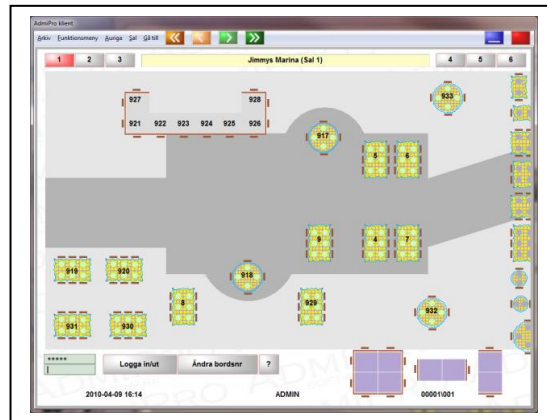 AdmiPro klient
Arkiv Funktionsmeny Auriga Sal Gå till
1 2 3 Jimmys Marina (Sal 1) 4 5 6
927 928 933
921 922 923 924 925 926
917
5 6
9 4 7
919 920 918
8 929 932
931 930
*****
Logga in/ut Ändra bordsnr ?
2010-04-09 16:14 ADMIN 00001\001